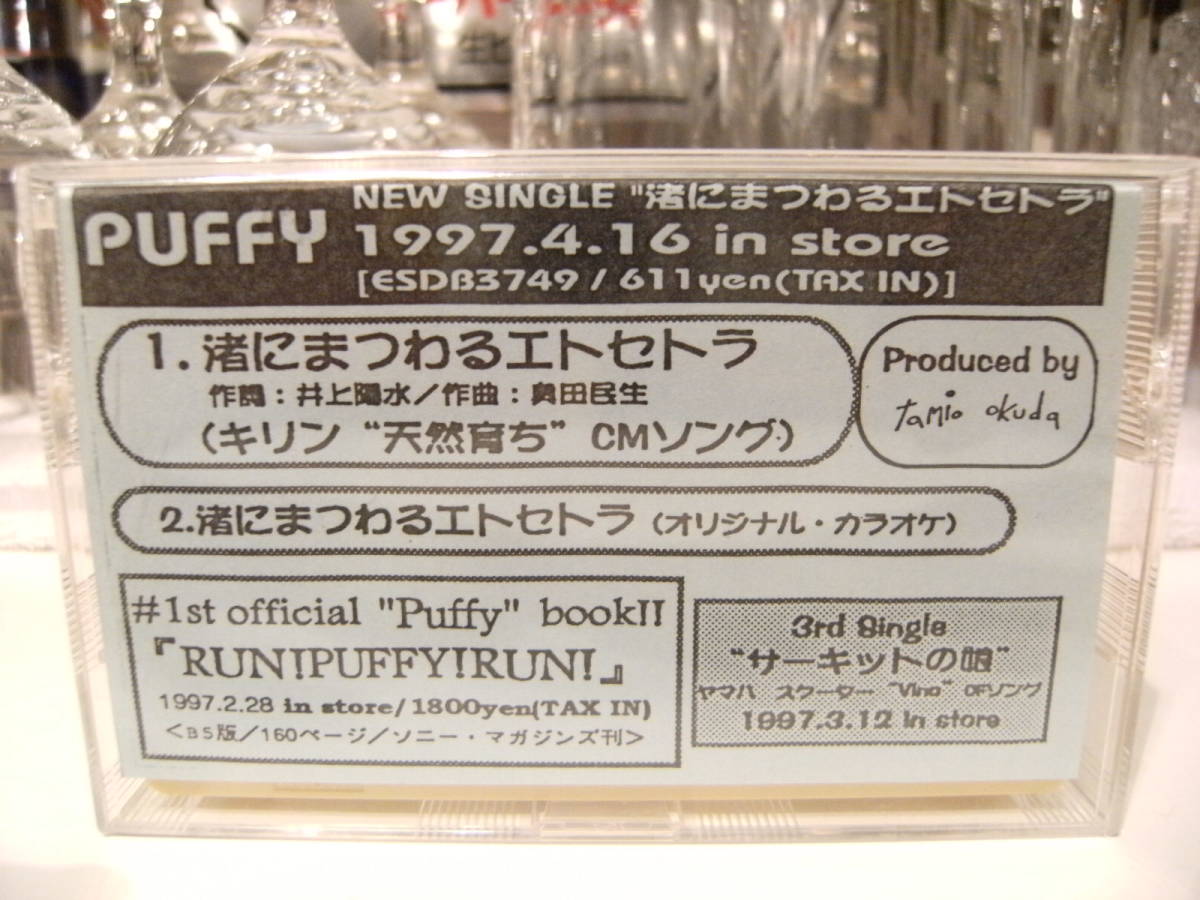 PUFFY
NEW SINGLE "渚にまつわるエトセトラ"
1997.4.16 in store
[ESDB3749 / 611yen(TAX IN)]
1. 渚にまつわるエトセトラ
作詞：井上陽水／作曲：奥田民生
（キリン“天然育ち” CMソング）
Produced by
tamio okuda
2.渚にまつわるエトセトラ（オリジナル・カラオケ）
#1st official "Puffy" book!!
『RUN!PUFFY!RUN!』
1997.2.28 in store/1800yen(TAX IN)
＜B5版／160ページ／ソニー・マガジンズ刊＞
3rd Single
“サーキットの娘”
ヤマハ スクーター “Vino” CFソング
1997.3.12 in store